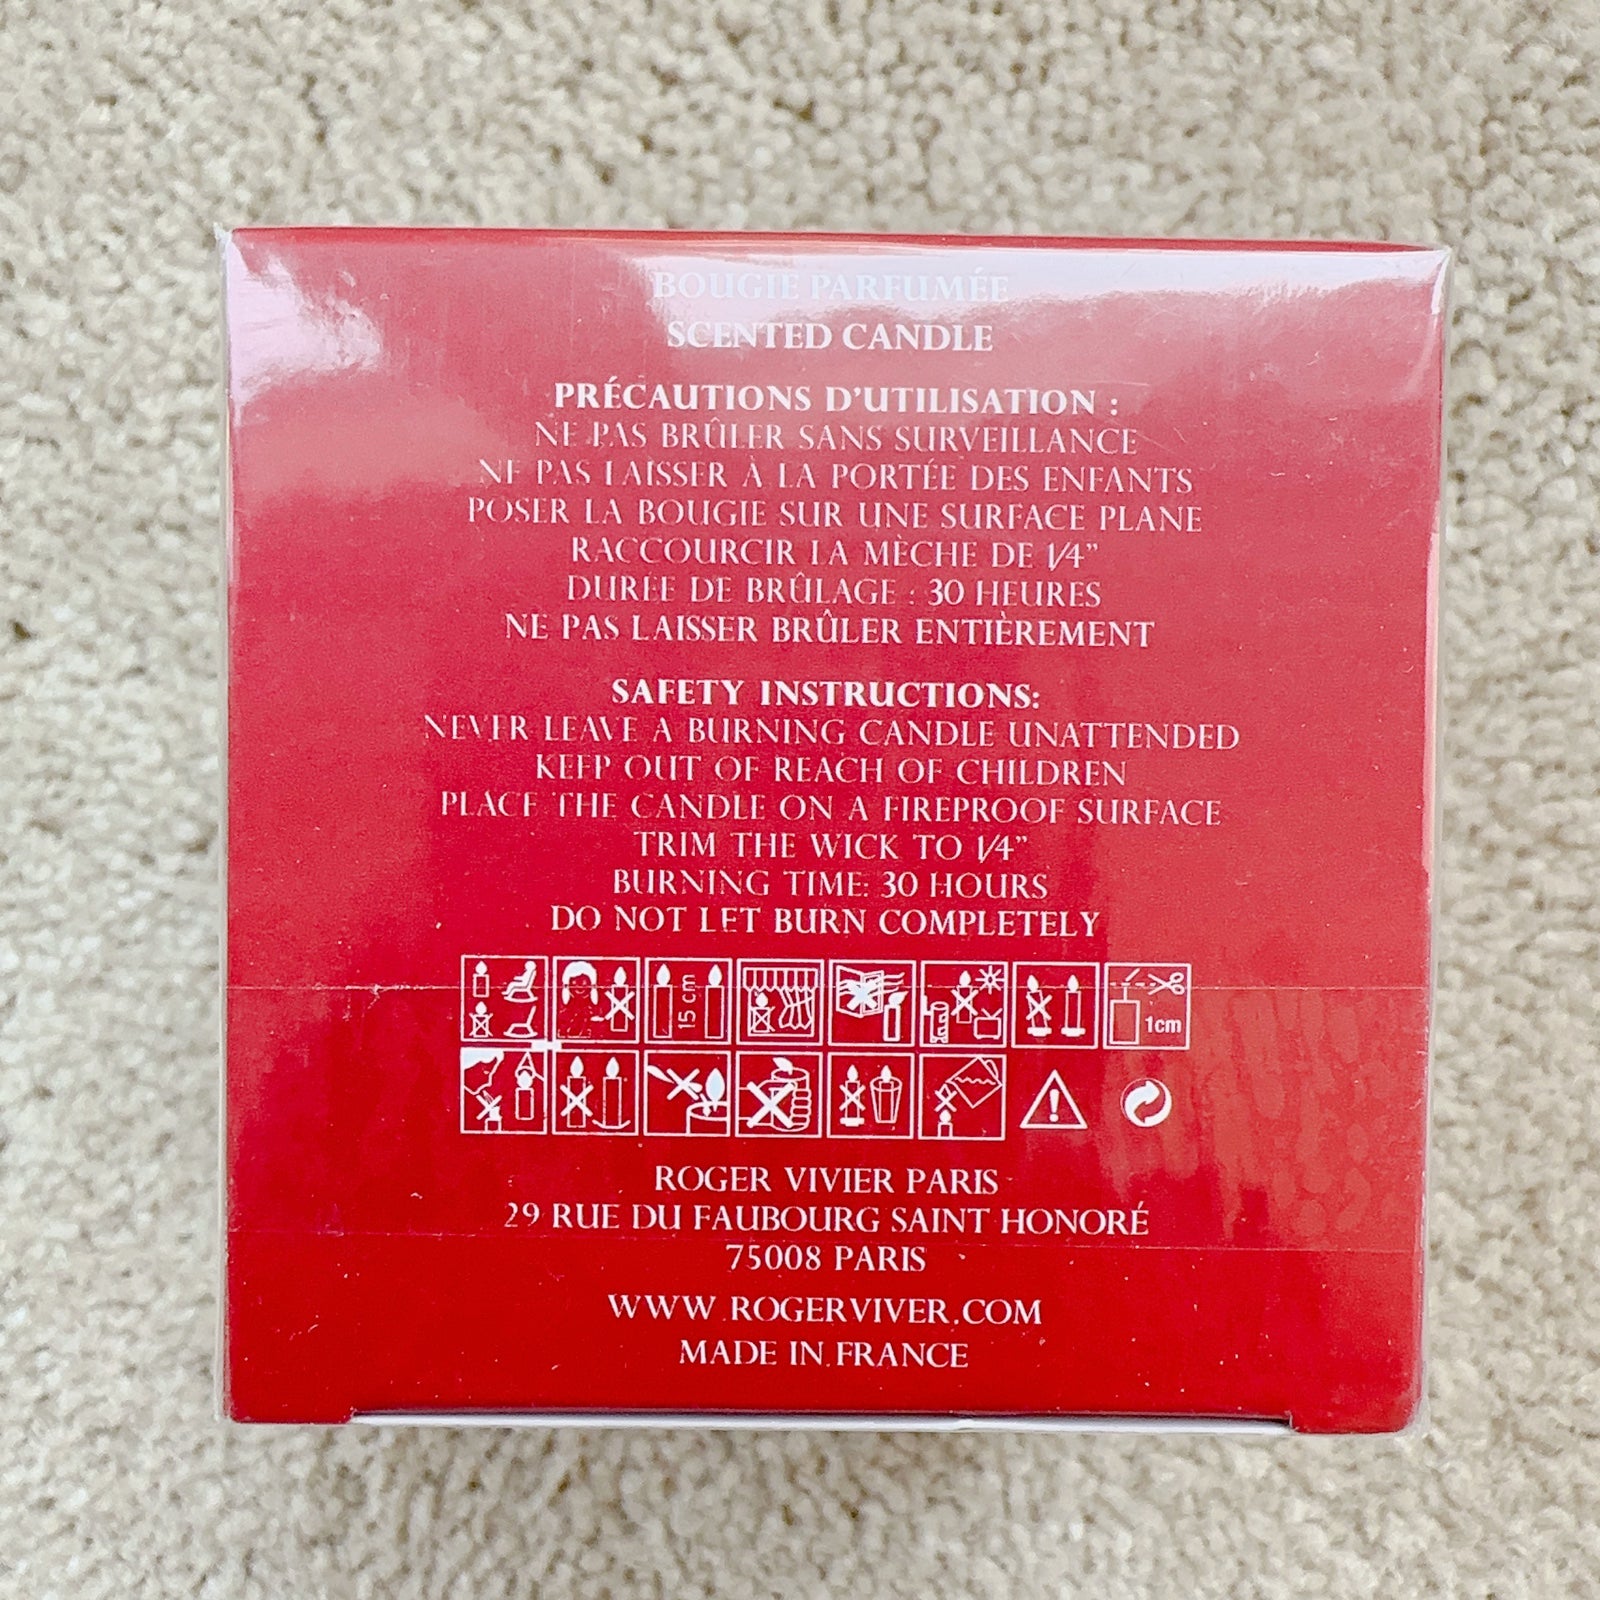 BOUGIE PARFUMÉE
SCENTED CANDLE
PRÉCAUTIONS D'UTILISATION :
NE PAS BRÛLER SANS SURVEILLANCE
NE PAS LAISSER À LA PORTÉE DES ENFANTS
POSER LA BOUGIE SUR UNE SURFACE PLANE
RACCOURCIR LA MÈCHE DE 1/4”
DURÉE DE BRÛLAGE : 30 HEURES
NE PAS LAISSER BRÛLER ENTIÈREMENT
SAFETY INSTRUCTIONS:
NEVER LEAVE A BURNING CANDLE UNATTENDED
KEEP OUT OF REACH OF CHILDREN
PLACE THE CANDLE ON A FIREPROOF SURFACE
TRIM THE WICK TO 1/4”
BURNING TIME: 30 HOURS
DO NOT LET BURN COMPLETELY
15 cm
1cm
ROGER VIVIER PARIS
29 RUE DU FAUBOURG SAINT HONORÉ
75008 PARIS
WWW.ROGERVIVER.COM
MADE IN FRANCE